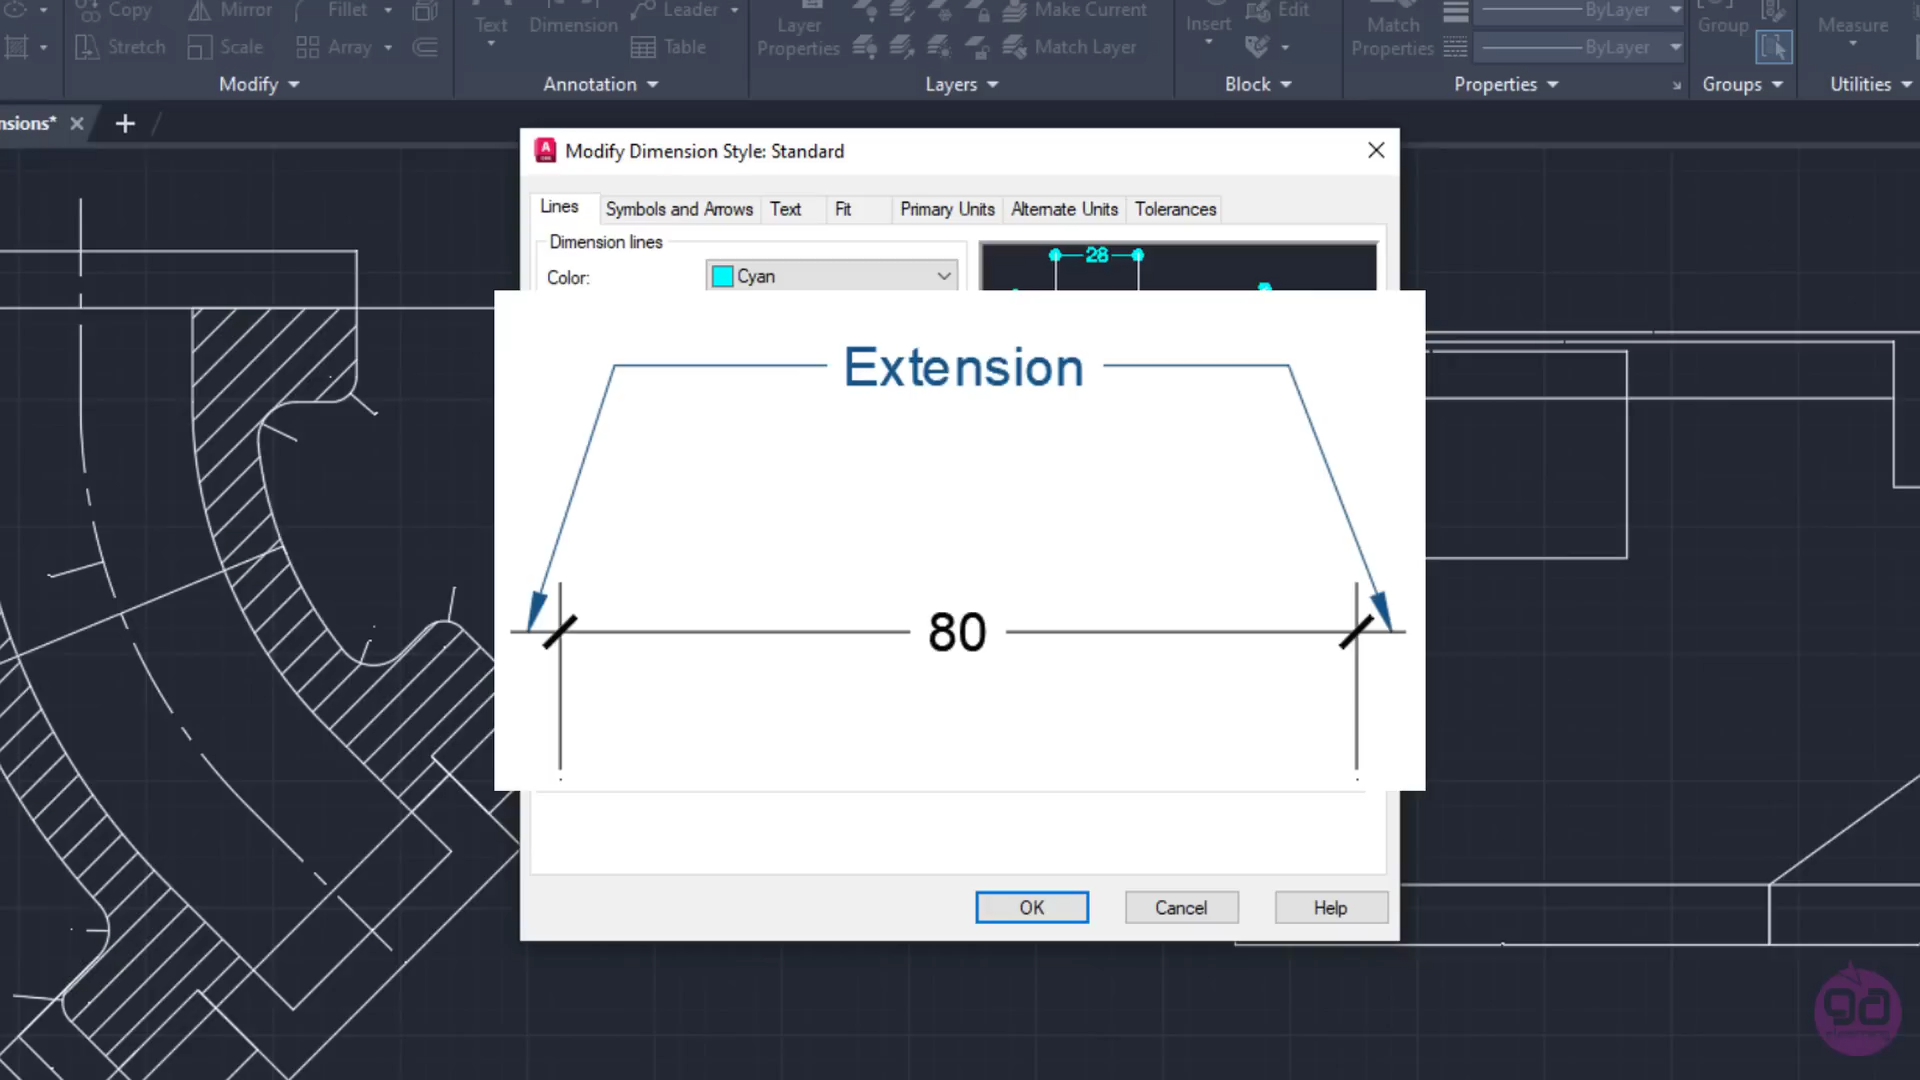 Copy Mirror Fillet
Text Dimension Leader
Layer Properties
Make Current
Insert Edit
Match Properties
ByLayer
Group
Measure
Stretch Scale Array
Table
Match Layer
ByLayer
Modify Annotation Layers Block Properties Groups Utilities
nsions*
Modify Dimension Style: Standard
Lines Symbols and Arrows Text Fit Primary Units Alternate Units Tolerances
Dimension lines
Color: Cyan
28
Extension
80
OK Cancel Help